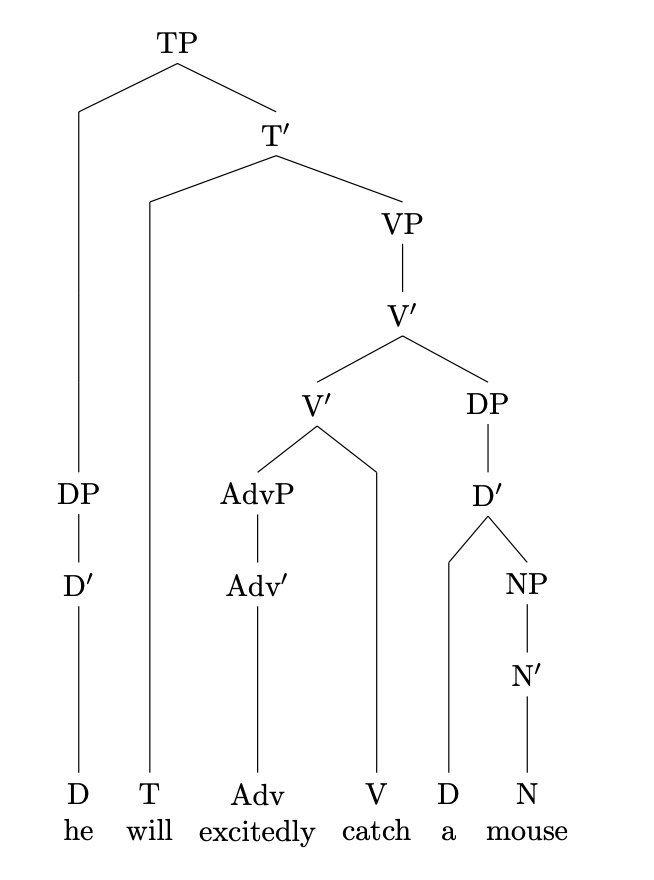 TP
T′
VP
V′
V′ DP
DP AdvP D′
D′ Adv′ NP
N′
D T Adv V D N
he will excitedly catch a mouse